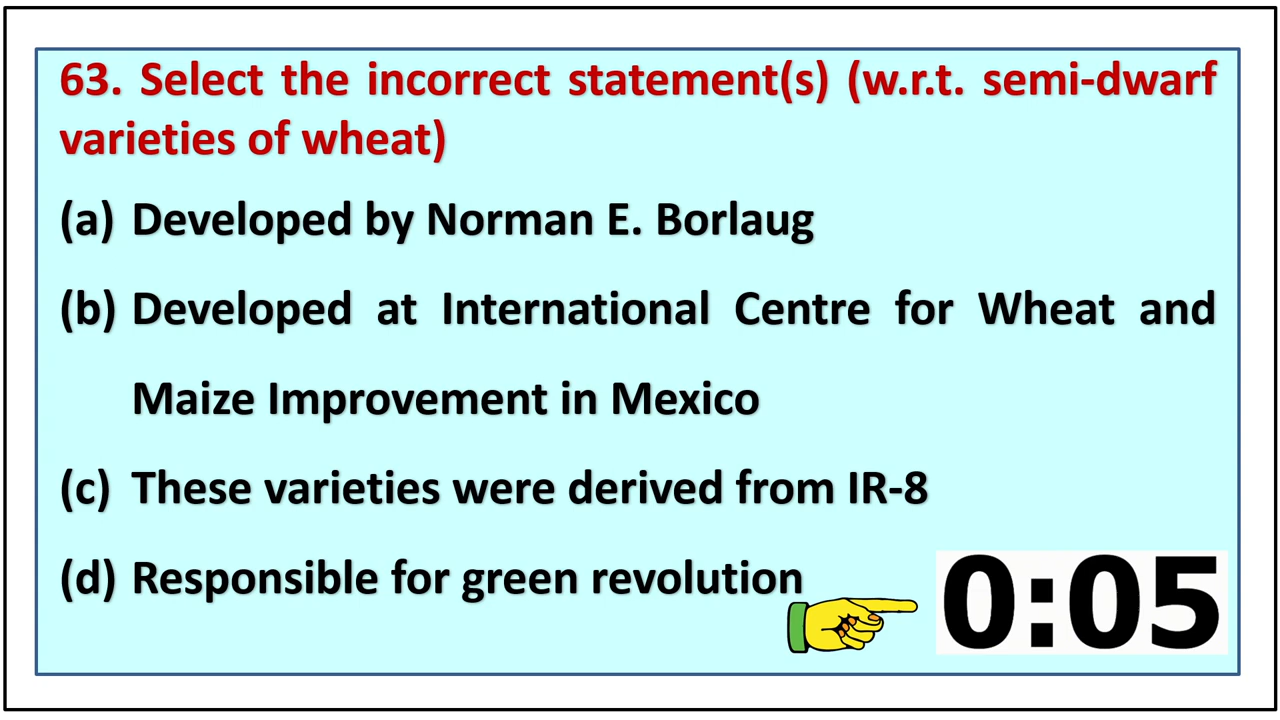 63. Select the incorrect statement(s) (w.r.t. semi-dwarf
varieties of wheat)
(a) Developed by Norman E. Borlaug
(b) Developed at International Centre for Wheat and
Maize Improvement in Mexico
(c) These varieties were derived from IR-8
(d) Responsible for green revolution
0:05